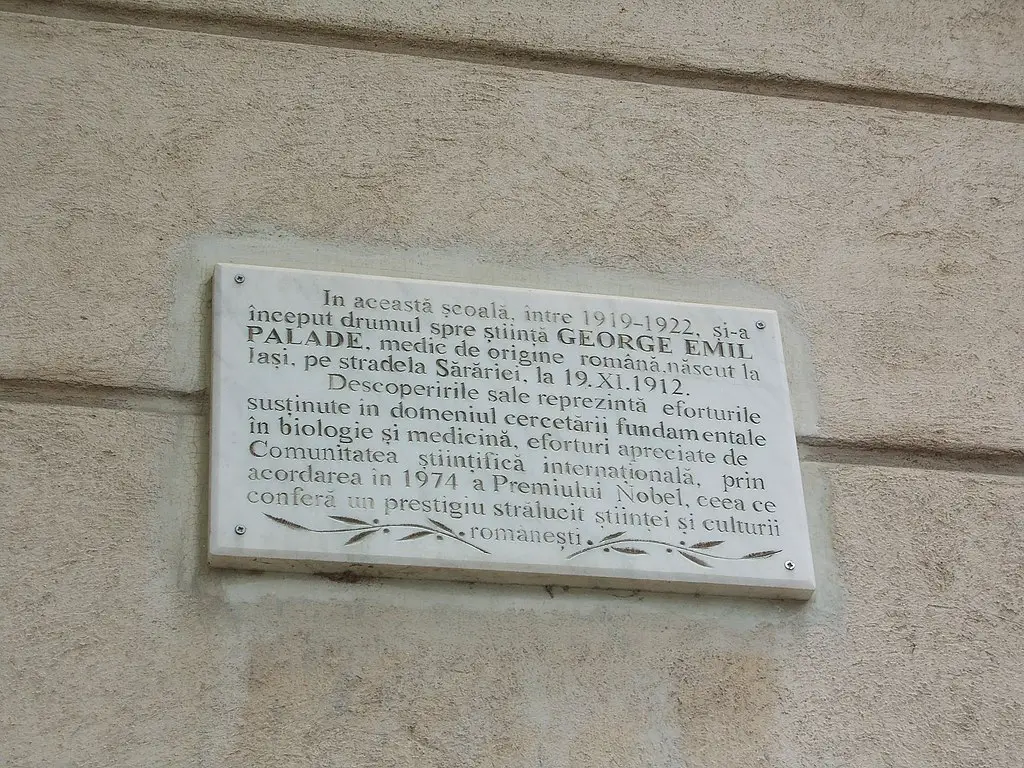 In această școală, între 1919-1922, și-a
început drumul spre știință GEORGE EMIL
PALADE, medic de origine română,născut la
Iași, pe stradela Sărăriei, la 19.XI.1912.
Descoperirile sale reprezintă eforturile
susținute in domeniul cercetării fundamentale
în biologie și medicină, eforturi apreciate de
Comunitatea științifică internațională, prin
acordarea in 1974 a Premiului Nobel, ceea ce
conferă un prestigiu strălucit științei și culturii
românești.